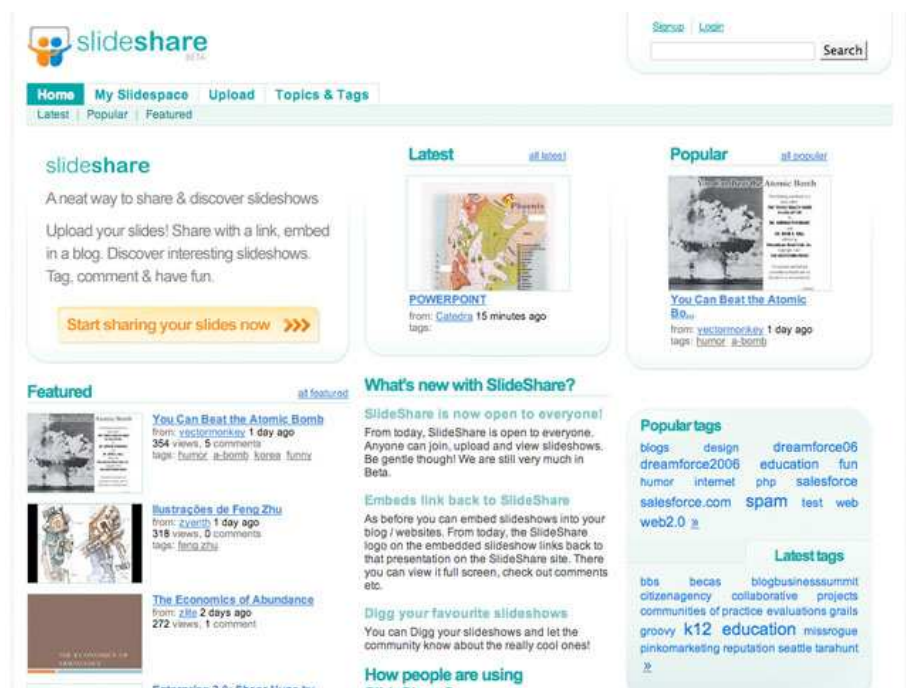 slideshare
BETA
Signup | Login
Search
Home My Slidespace Upload Topics & Tags
Latest | Popular | Featured
slideshare
A neat way to share & discover slideshows
Upload your slides! Share with a link, embed
in a blog. Discover interesting slideshows.
Tag, comment & have fun.
Start sharing your slides now »»
Latest all latest
Phoenix
POWERPOINT
from: Catedra 15 minutes ago
tags:
Popular all popular
You Can Beat the Atomic Bomb
You Can Beat the Atomic
Bo...
from: vectormonkey 1 day ago
tags: humor a-bomb
Featured all featured
You Can Beat the Atomic Bomb
from: vectormonkey 1 day ago
354 views, 5 comments
tags: humor a-bomb korea funny
Ilustrações de Feng Zhu
from: zyenth 1 day ago
318 views, 0 comments
tags: feng zhu
THE ECONOMICS OF
ABUNDANCE
The Economics of Abundance
from: zlite 2 days ago
272 views, 1 comment
What's new with SlideShare?
SlideShare is now open to everyone!
From today, SlideShare is open to everyone.
Anyone can join, upload and view slideshows.
Be gentle though! We are still very much in
Beta.
Embeds link back to SlideShare
As before you can embed slideshows into your
blog / websites. From today, the SlideShare
logo on the embedded slideshow links back to
that presentation on the SlideShare site. There
you can view it full screen, check out comments
etc.
Digg your favourite slideshows
You can Digg your slideshows and let the
community know about the really cool ones!
How people are using
Popular tags
blogs design dreamforce06
dreamforce2006 education fun
humor internet php salesforce
salesforce.com spam test web
web2.0 »
Latest tags
bbs becas blogbusinesssummit
citizenagency collaborative projects
communities of practice evaluations grails
groovy k12 education missrogue
pinkomarketing reputation seattle tarahunt
»